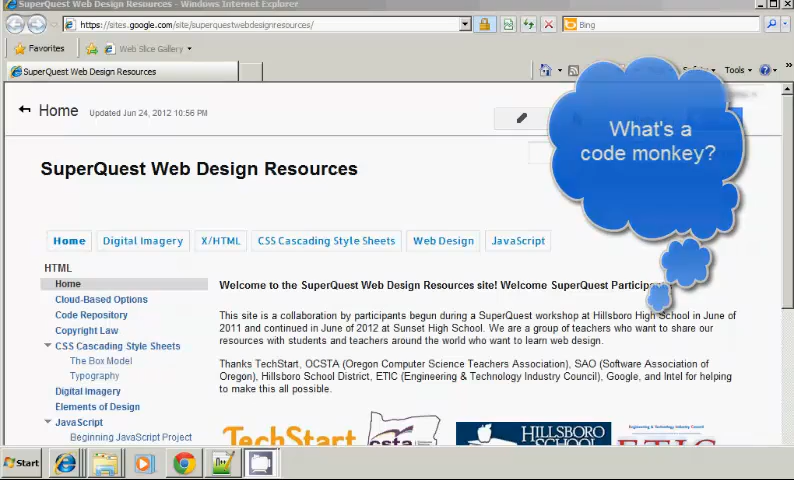 SuperQuest Web Design Resources - Windows Internet Explorer
https://sites.google.com/site/superquestwebdesignresources/
Bing
Favorites
Web Slice Gallery
SuperQuest Web Design Resources
Tools
Home Updated Jun 24, 2012 10:56 PM
What's a
code monkey?
SuperQuest Web Design Resources
Home Digital Imagery X/HTML CSS Cascading Style Sheets Web Design JavaScript
HTML
Home
Cloud-Based Options
Code Repository
Copyright Law
CSS Cascading Style Sheets
The Box Model
Typography
Digital Imagery
Elements of Design
JavaScript
Beginning JavaScript Project
Welcome to the SuperQuest Web Design Resources site! Welcome SuperQuest
This site is a collaboration by participants begun during a SuperQuest workshop at Hillsboro High School in June of
2011 and continued in June of 2012 at Sunset High School. We are a group of teachers who want to share our
resources with students and teachers around the world who want to learn web design.
Thanks TechStart, OCSTA (Oregon Computer Science Teachers Association), SAO (Software Association of
Oregon), Hillsboro School District, ETIC (Engineering & Technology Industry Council), Google, and Intel for helping
to make this all possible.
TechStart
csta
HILLSBORO
SCHOOL
Engineering & Technology Industry Council
ETIC
Start